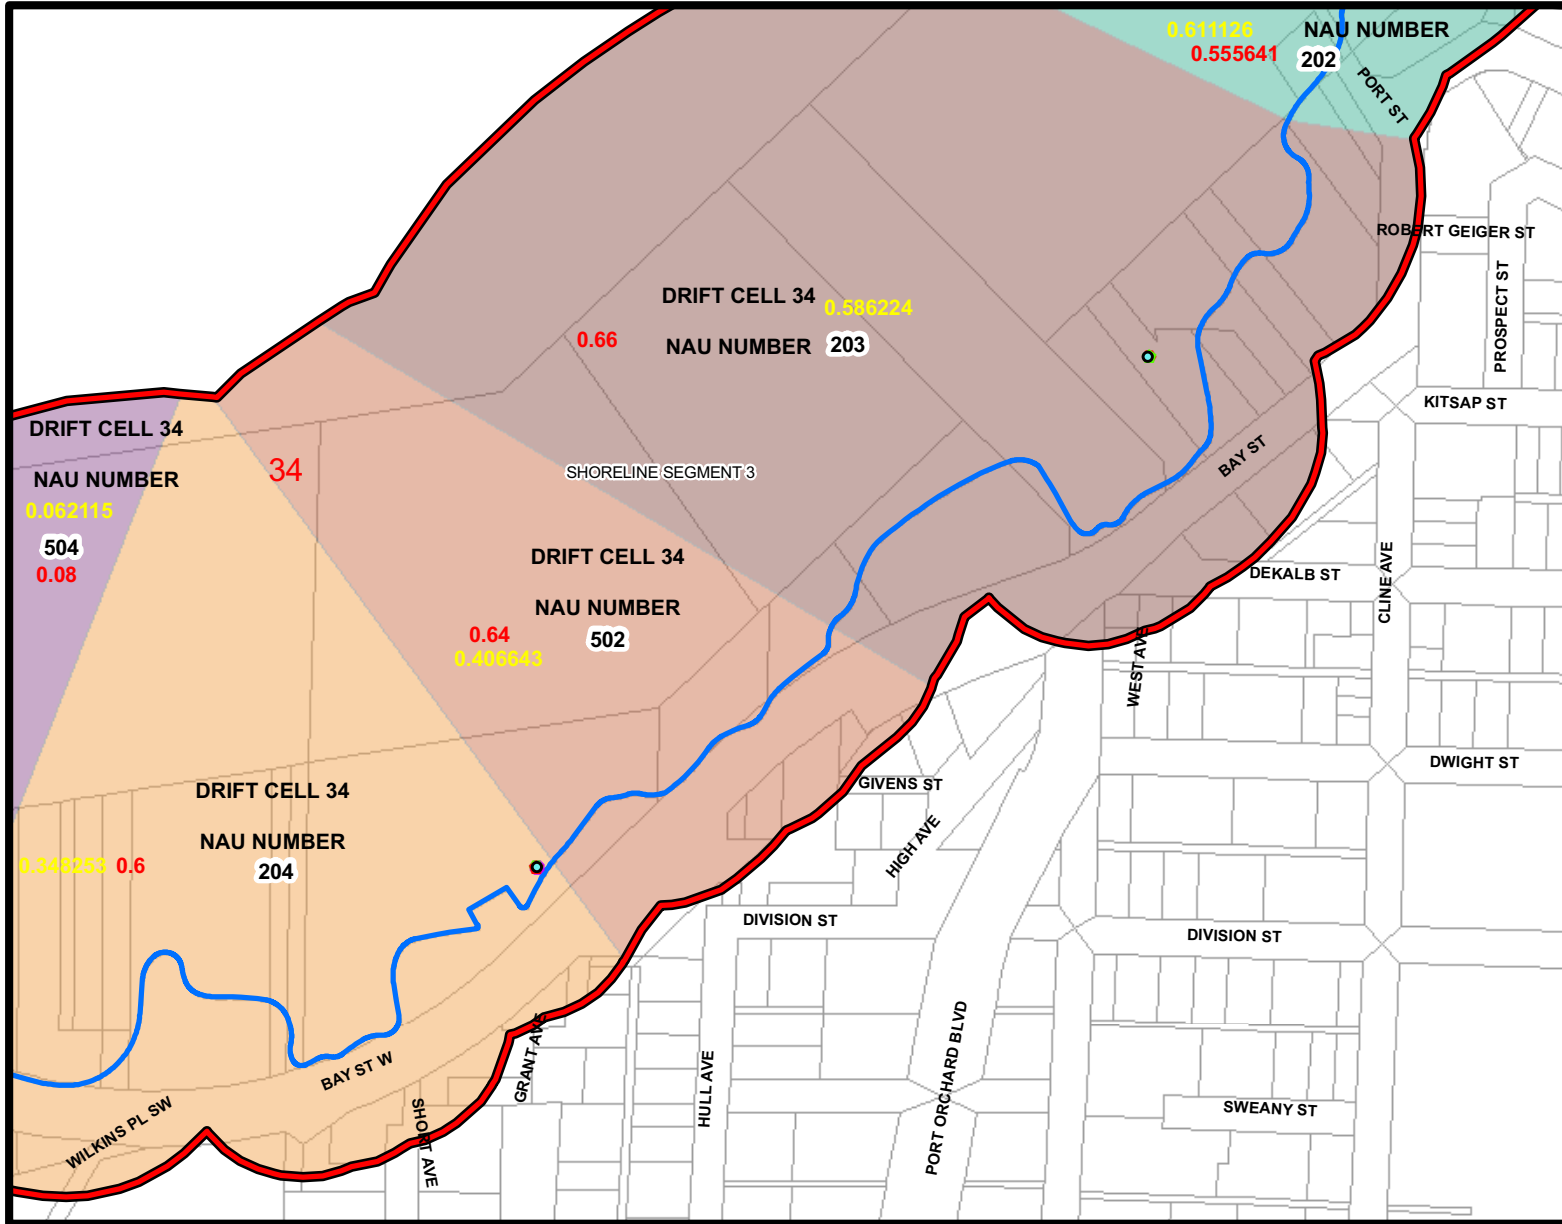 0.611126
NAU NUMBER
0.555641
202
PORT ST
ROBERT GEIGER ST
PROSPECT ST
DRIFT CELL 34
0.586224
0.66
NAU NUMBER
203
KITSAP ST
DRIFT CELL 34
BAY ST
34
SHORELINE SEGMENT 3
NAU NUMBER
0.062115
504
0.08
DRIFT CELL 34
DEKALB ST
CLINE AVE
NAU NUMBER
0.64
502
0.406643
WEST AVE
DWIGHT ST
GIVENS ST
DRIFT CELL 34
NAU NUMBER
HIGH AVE
0.348253
0.6
204
DIVISION ST
DIVISION ST
BAY ST W
GRANT AVE
HULL AVE
PORT ORCHARD BLVD
SWEANY ST
WILKINS PL SW
SHORT AVE